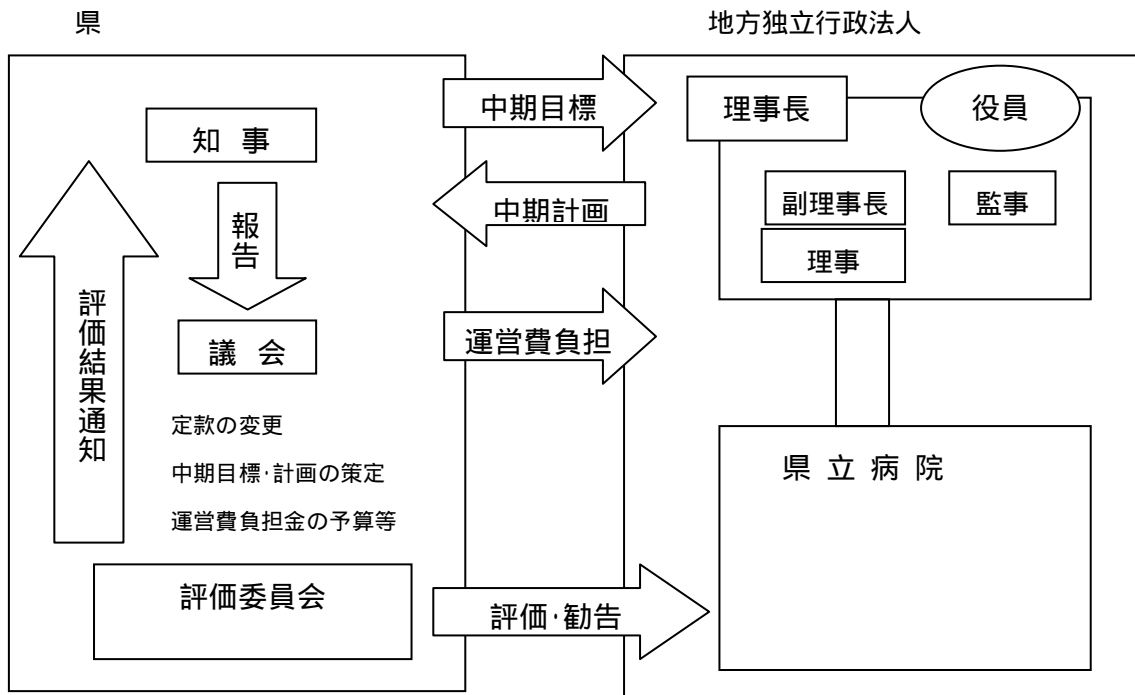 県
地方独立行政法人
知 事
報告
議 会
評価結果通知
定款の変更
中期目標・計画の策定
運営費負担金の予算等
評価委員会
中期目標
中期計画
運営費負担
評価・勧告
理事長
役員
副理事長
監事
理事
県 立 病 院